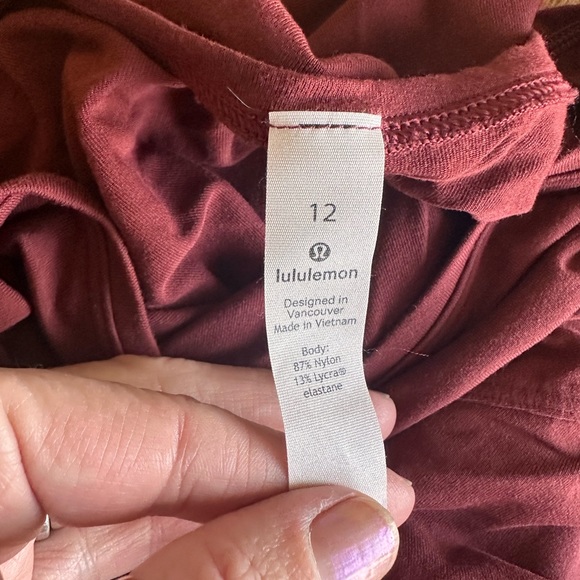 12
lululemon
Designed in
Vancouver
Made in Vietnam
Body:
87% Nylon
13% Lycra®
elastane